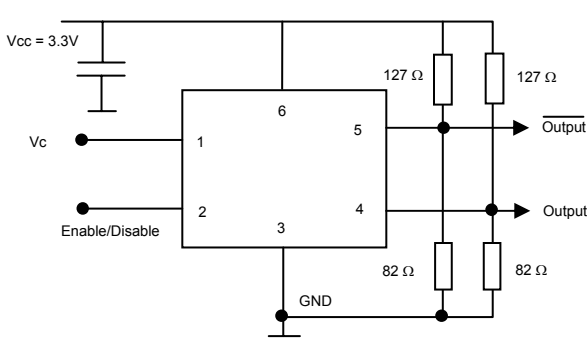 Vcc = 3.3V
127 Ω
127 Ω
6
Vc
1
5
Output
2
4
Output
Enable/Disable
3
82 Ω
82 Ω
GND